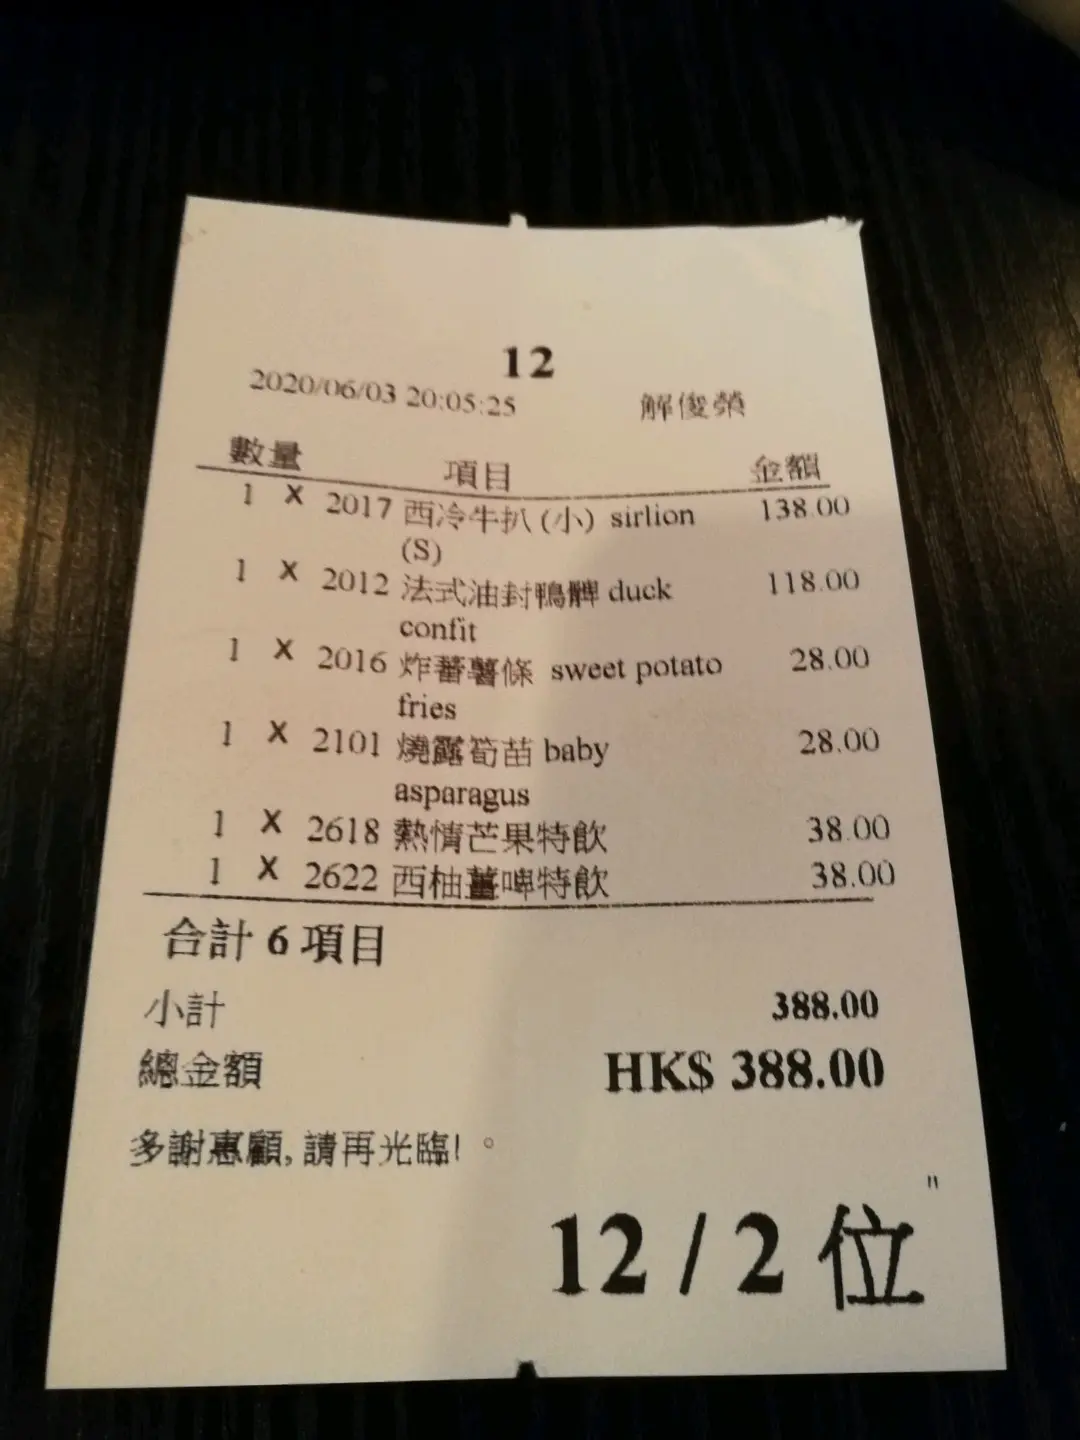 12
2020/06/03 20:05:25 解俊榮
數量 項目 金額
1 X 2017 西冷牛扒 (小) sirlion 138.00
(S)
1 X 2012 法式油封鴨髀 duck 118.00
confit
1 X 2016 炸蕃薯條 sweet potato 28.00
fries
1 X 2101 燒露筍苗 baby 28.00
asparagus
1 X 2618 熱情芒果特飲 38.00
1 X 2622 西柚薑啤特飲 38.00
合計 6 項目
小計 388.00
總金額 HK$ 388.00
多謝惠顧, 請再光臨! 。
"
12 / 2 位